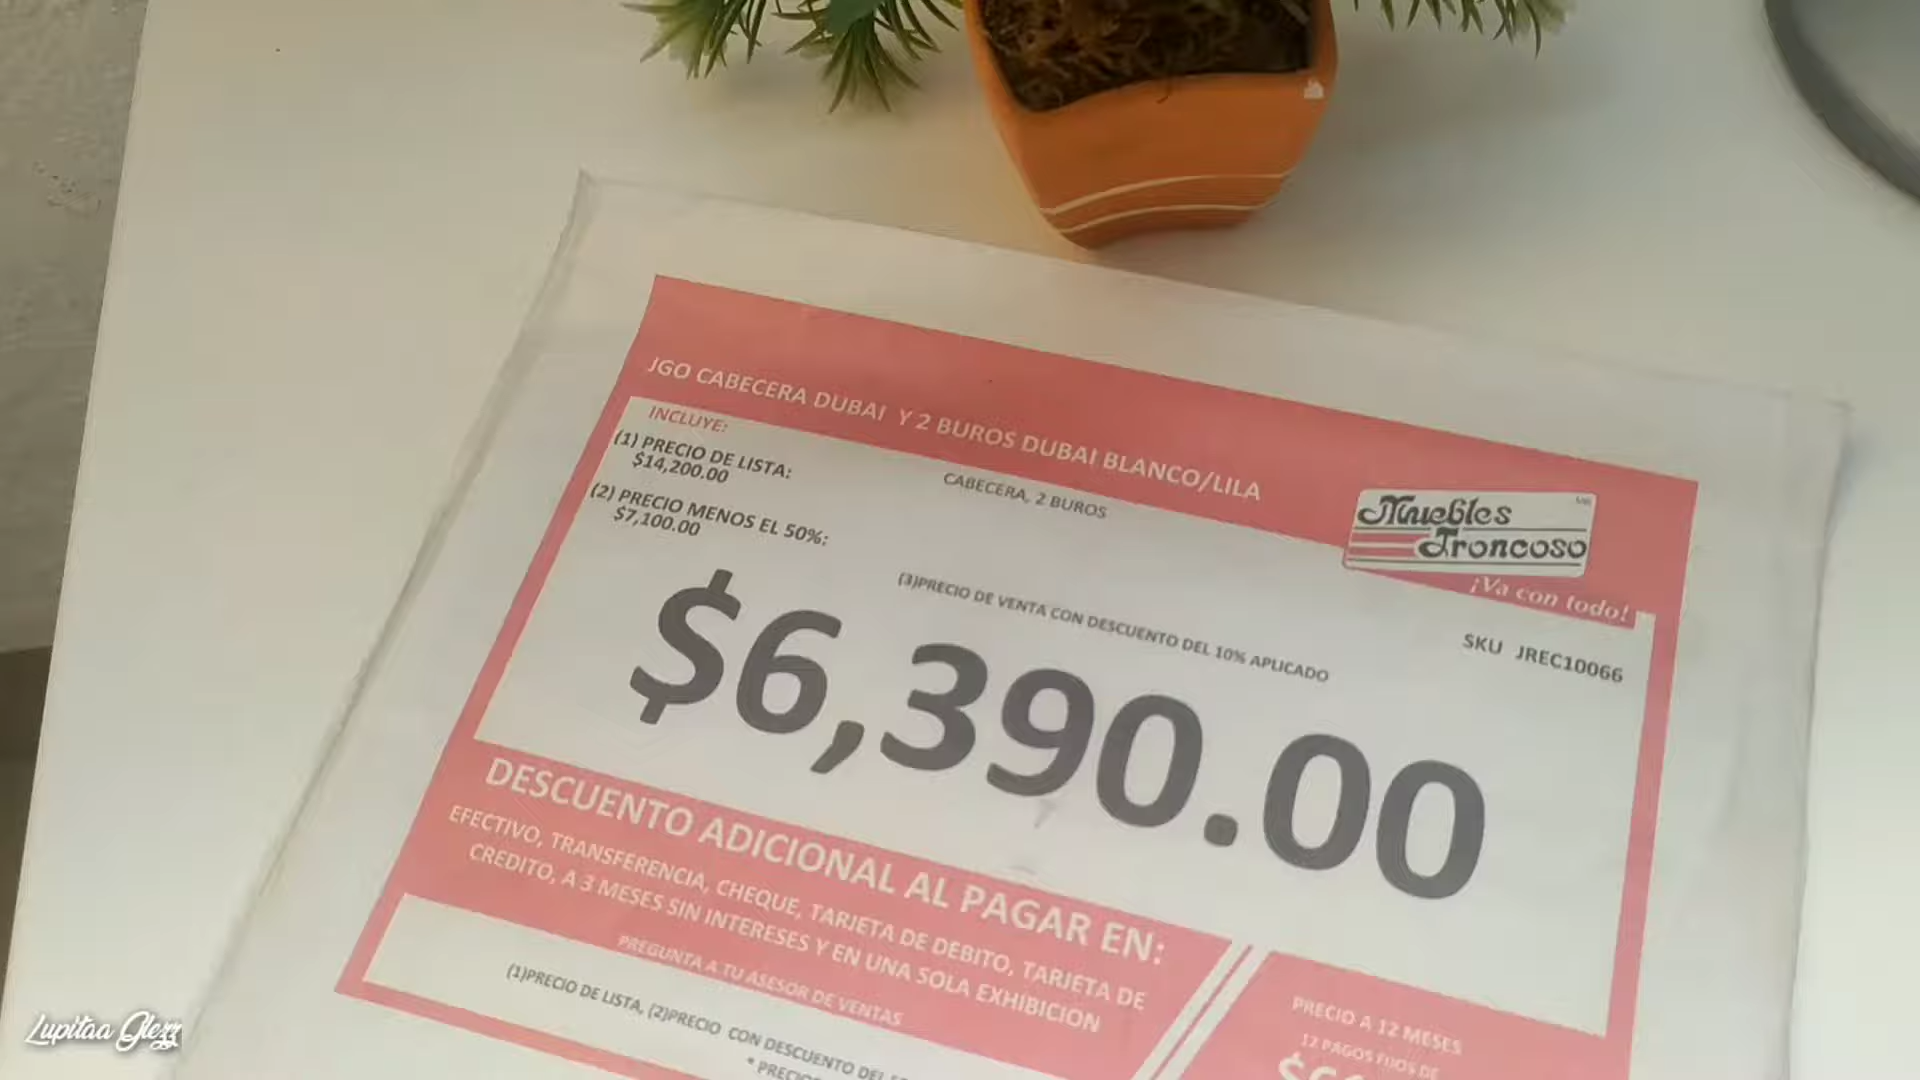 JGO CABECERA DUBAI Y 2 BUROS DUBAI BLANCO/LILA
INCLUYE:
CABECERA, 2 BUROS
(1) PRECIO DE LISTA:
$14,200.00
(2) PRECIO MENOS EL 50%:
$7,100.00
Muebles
Troncoso
¡Va con todo!
SKU JREC10066
(3)PRECIO DE VENTA CON DESCUENTO DEL 10% APLICADO
$6,390.00
DESCUENTO ADICIONAL AL PAGAR EN:
EFECTIVO, TRANSFERENCIA, CHEQUE, TARJETA DE DEBITO, TARJETA DE
CREDITO, A 3 MESES SIN INTERESES Y EN UNA SOLA EXHIBICION
PREGUNTA A TU ASESOR DE VENTAS
(1)PRECIO DE LISTA, (2)PRECIO CON DESCUENTO DEL
PRECIO A 12 MESES
12 PAGOS FIJOS DE
Lupitaa Glezz